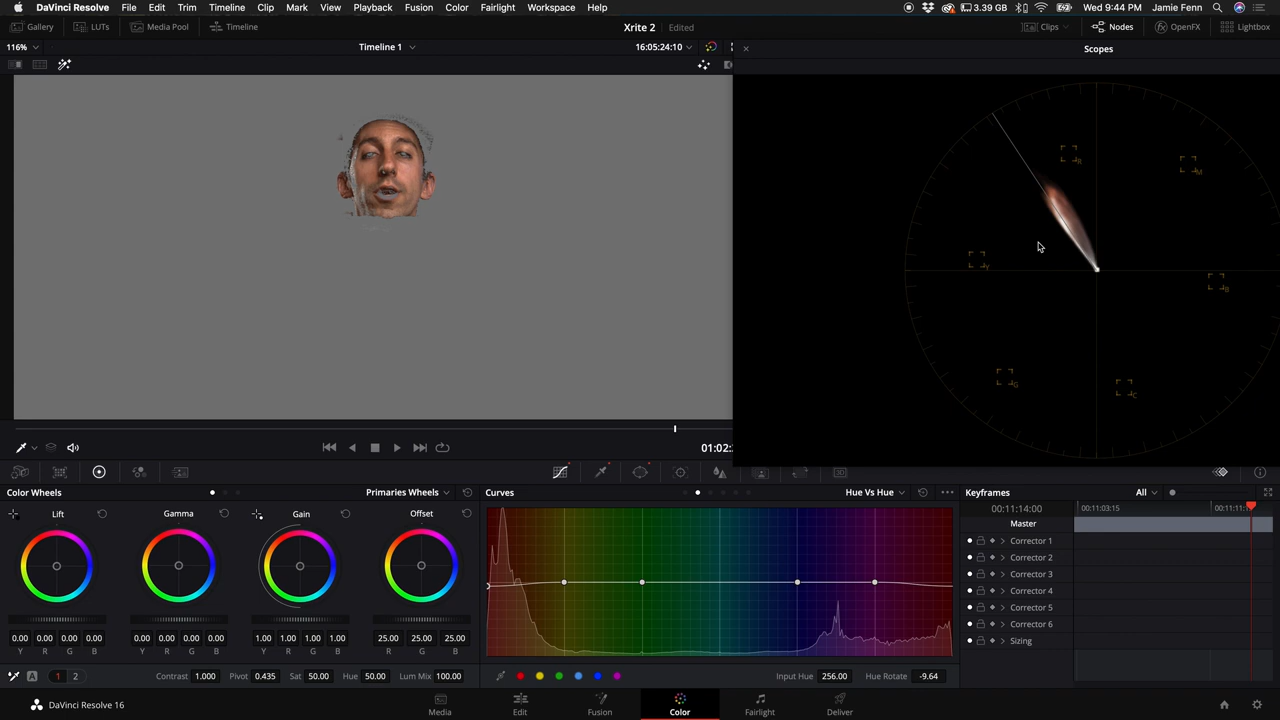 DaVinci Resolve File Edit Trim Timeline Clip Mark View Playback Fusion Color Fairlight Workspace Help 3.39 GB Wed 9:44 PM Jamie Fenn
Gallery LUTs Media Pool Timeline Xrite 2 Edited Clips Nodes OpenFX Lightbox
116% Timeline 1 16:05:24:10 Scopes
R
M
Y
B
G
C
01:02:
Color Wheels Primaries Wheels Curves Hue Vs Hue Keyframes All
Lift Gamma Gain Offset 00:11:14:00 00:11:03:15 00:11:11:
Master
Corrector 1
Corrector 2
Corrector 3
Corrector 4
Corrector 5
Corrector 6
0.00 0.00 0.00 0.00 0.00 0.00 0.00 0.00 1.00 1.00 1.00 1.00 25.00 25.00 25.00 Sizing
Y R G B Y R G B Y R G B R G B
A 1 2 Contrast 1.000 Pivot 0.435 Sat 50.00 Hue 50.00 Lum Mix 100.00 Input Hue 256.00 Hue Rotate -9.64
DaVinci Resolve 16 Media Edit Fusion Color Fairlight Deliver